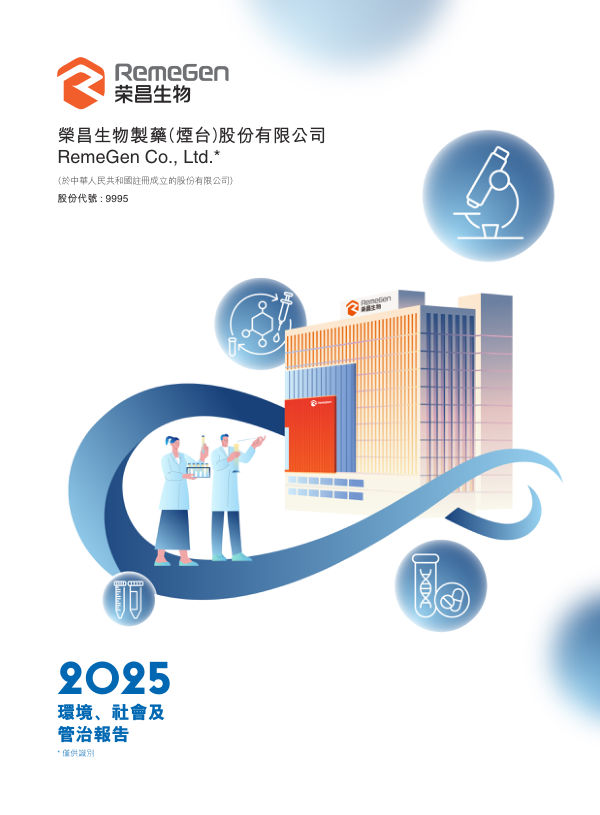 RemeGen
荣昌生物
榮昌生物製藥(煙台)股份有限公司
RemeGen Co., Ltd.*
(於中華人民共和國註冊成立的股份有限公司)
股份代號 : 9995
RemeGen
荣昌生物
RemeGen
2025
環境、社會及
管治報告
* 僅供識別